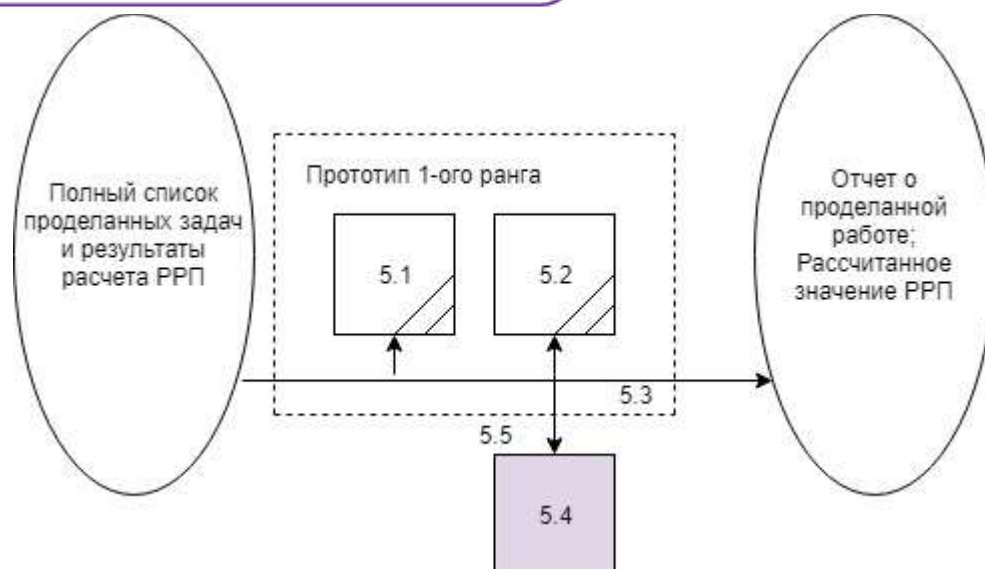 Полный список
проделанных задач
и результаты
расчета РРП
Прототип 1-ого ранга
5.1
5.2
5.3
5.5
5.4
Отчет о
проделанной
работе;
Рассчитанное
значение РРП